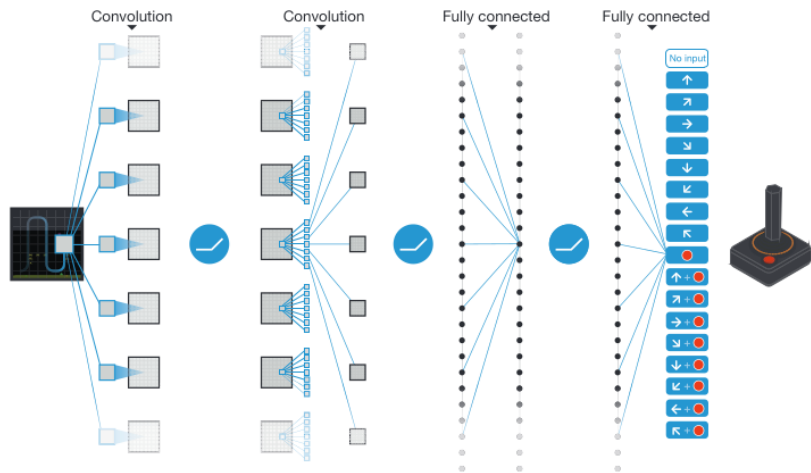 Convolution
Convolution
Fully connected
Fully connected
No input
+
+
+
+
+
+
+
+